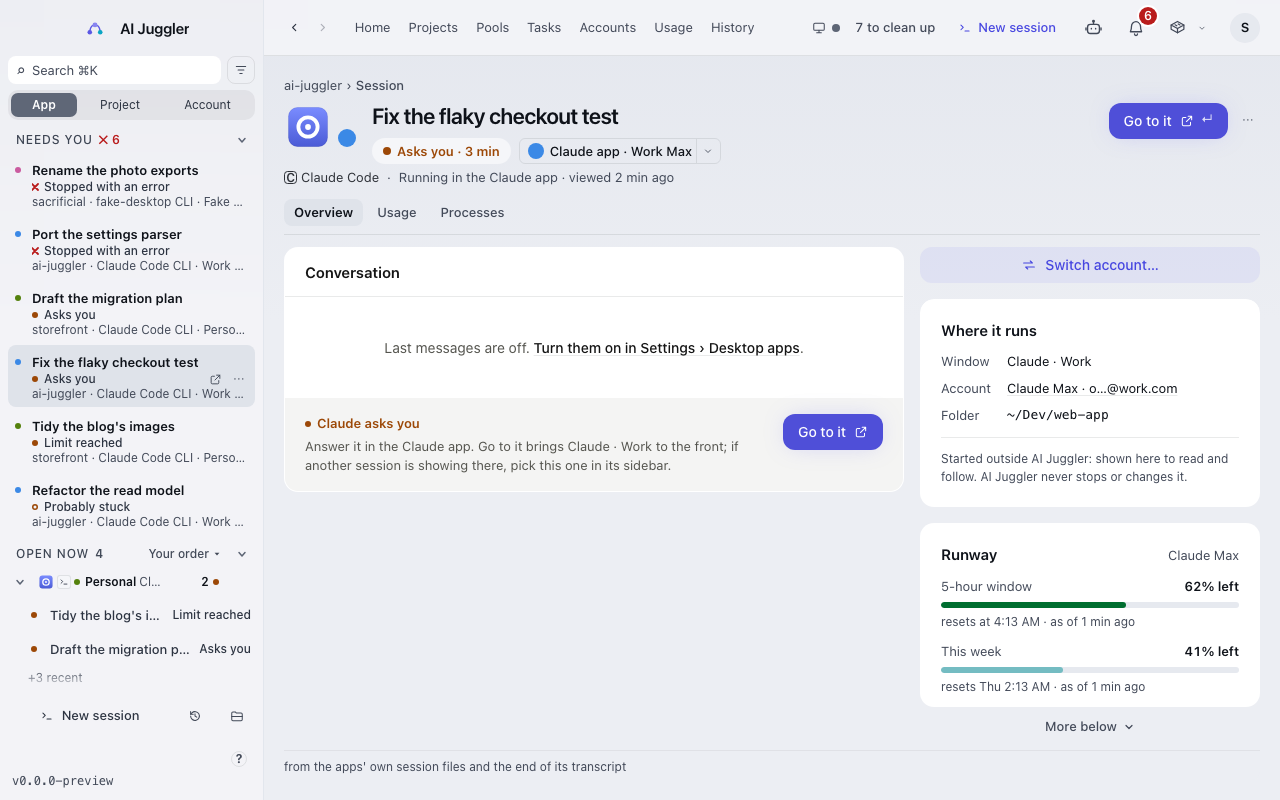 AI Juggler
Search ⌘K
App
Project
Account
NEEDS YOU 6
Rename the photo exports
Stopped with an error
sacrificial · fake-desktop CLI · Fake ...
Port the settings parser
Stopped with an error
ai-juggler · Claude Code CLI · Work ...
Draft the migration plan
Asks you
storefront · Claude Code CLI · Perso...
Fix the flaky checkout test
Asks you
ai-juggler · Claude Code CLI · Work ...
Tidy the blog's images
Limit reached
storefront · Claude Code CLI · Perso...
Refactor the read model
Probably stuck
ai-juggler · Claude Code CLI · Work ...
OPEN NOW 4
Your order
Personal Cl...
2
Tidy the blog's i...
Limit reached
Draft the migration p...
Asks you
+3 recent
New session
?
v0.0.0-preview
Home
Projects
Pools
Tasks
Accounts
Usage
History
7 to clean up
New session
6
S
ai-juggler › Session
Fix the flaky checkout test
Go to it
Asks you · 3 min
Claude app · Work Max
Claude Code · Running in the Claude app · viewed 2 min ago
Overview
Usage
Processes
Conversation
Last messages are off. Turn them on in Settings › Desktop apps.
Claude asks you
Answer it in the Claude app. Go to it brings Claude · Work to the front; if
another session is showing there, pick this one in its sidebar.
Go to it
Switch account...
Where it runs
Window Claude · Work
Account Claude Max · o...@work.com
Folder ~/Dev/web-app
Started outside AI Juggler: shown here to read and
follow. AI Juggler never stops or changes it.
Runway
Claude Max
5-hour window
62% left
resets at 4:13 AM · as of 1 min ago
This week
41% left
resets Thu 2:13 AM · as of 1 min ago
More below
from the apps' own session files and the end of its transcript